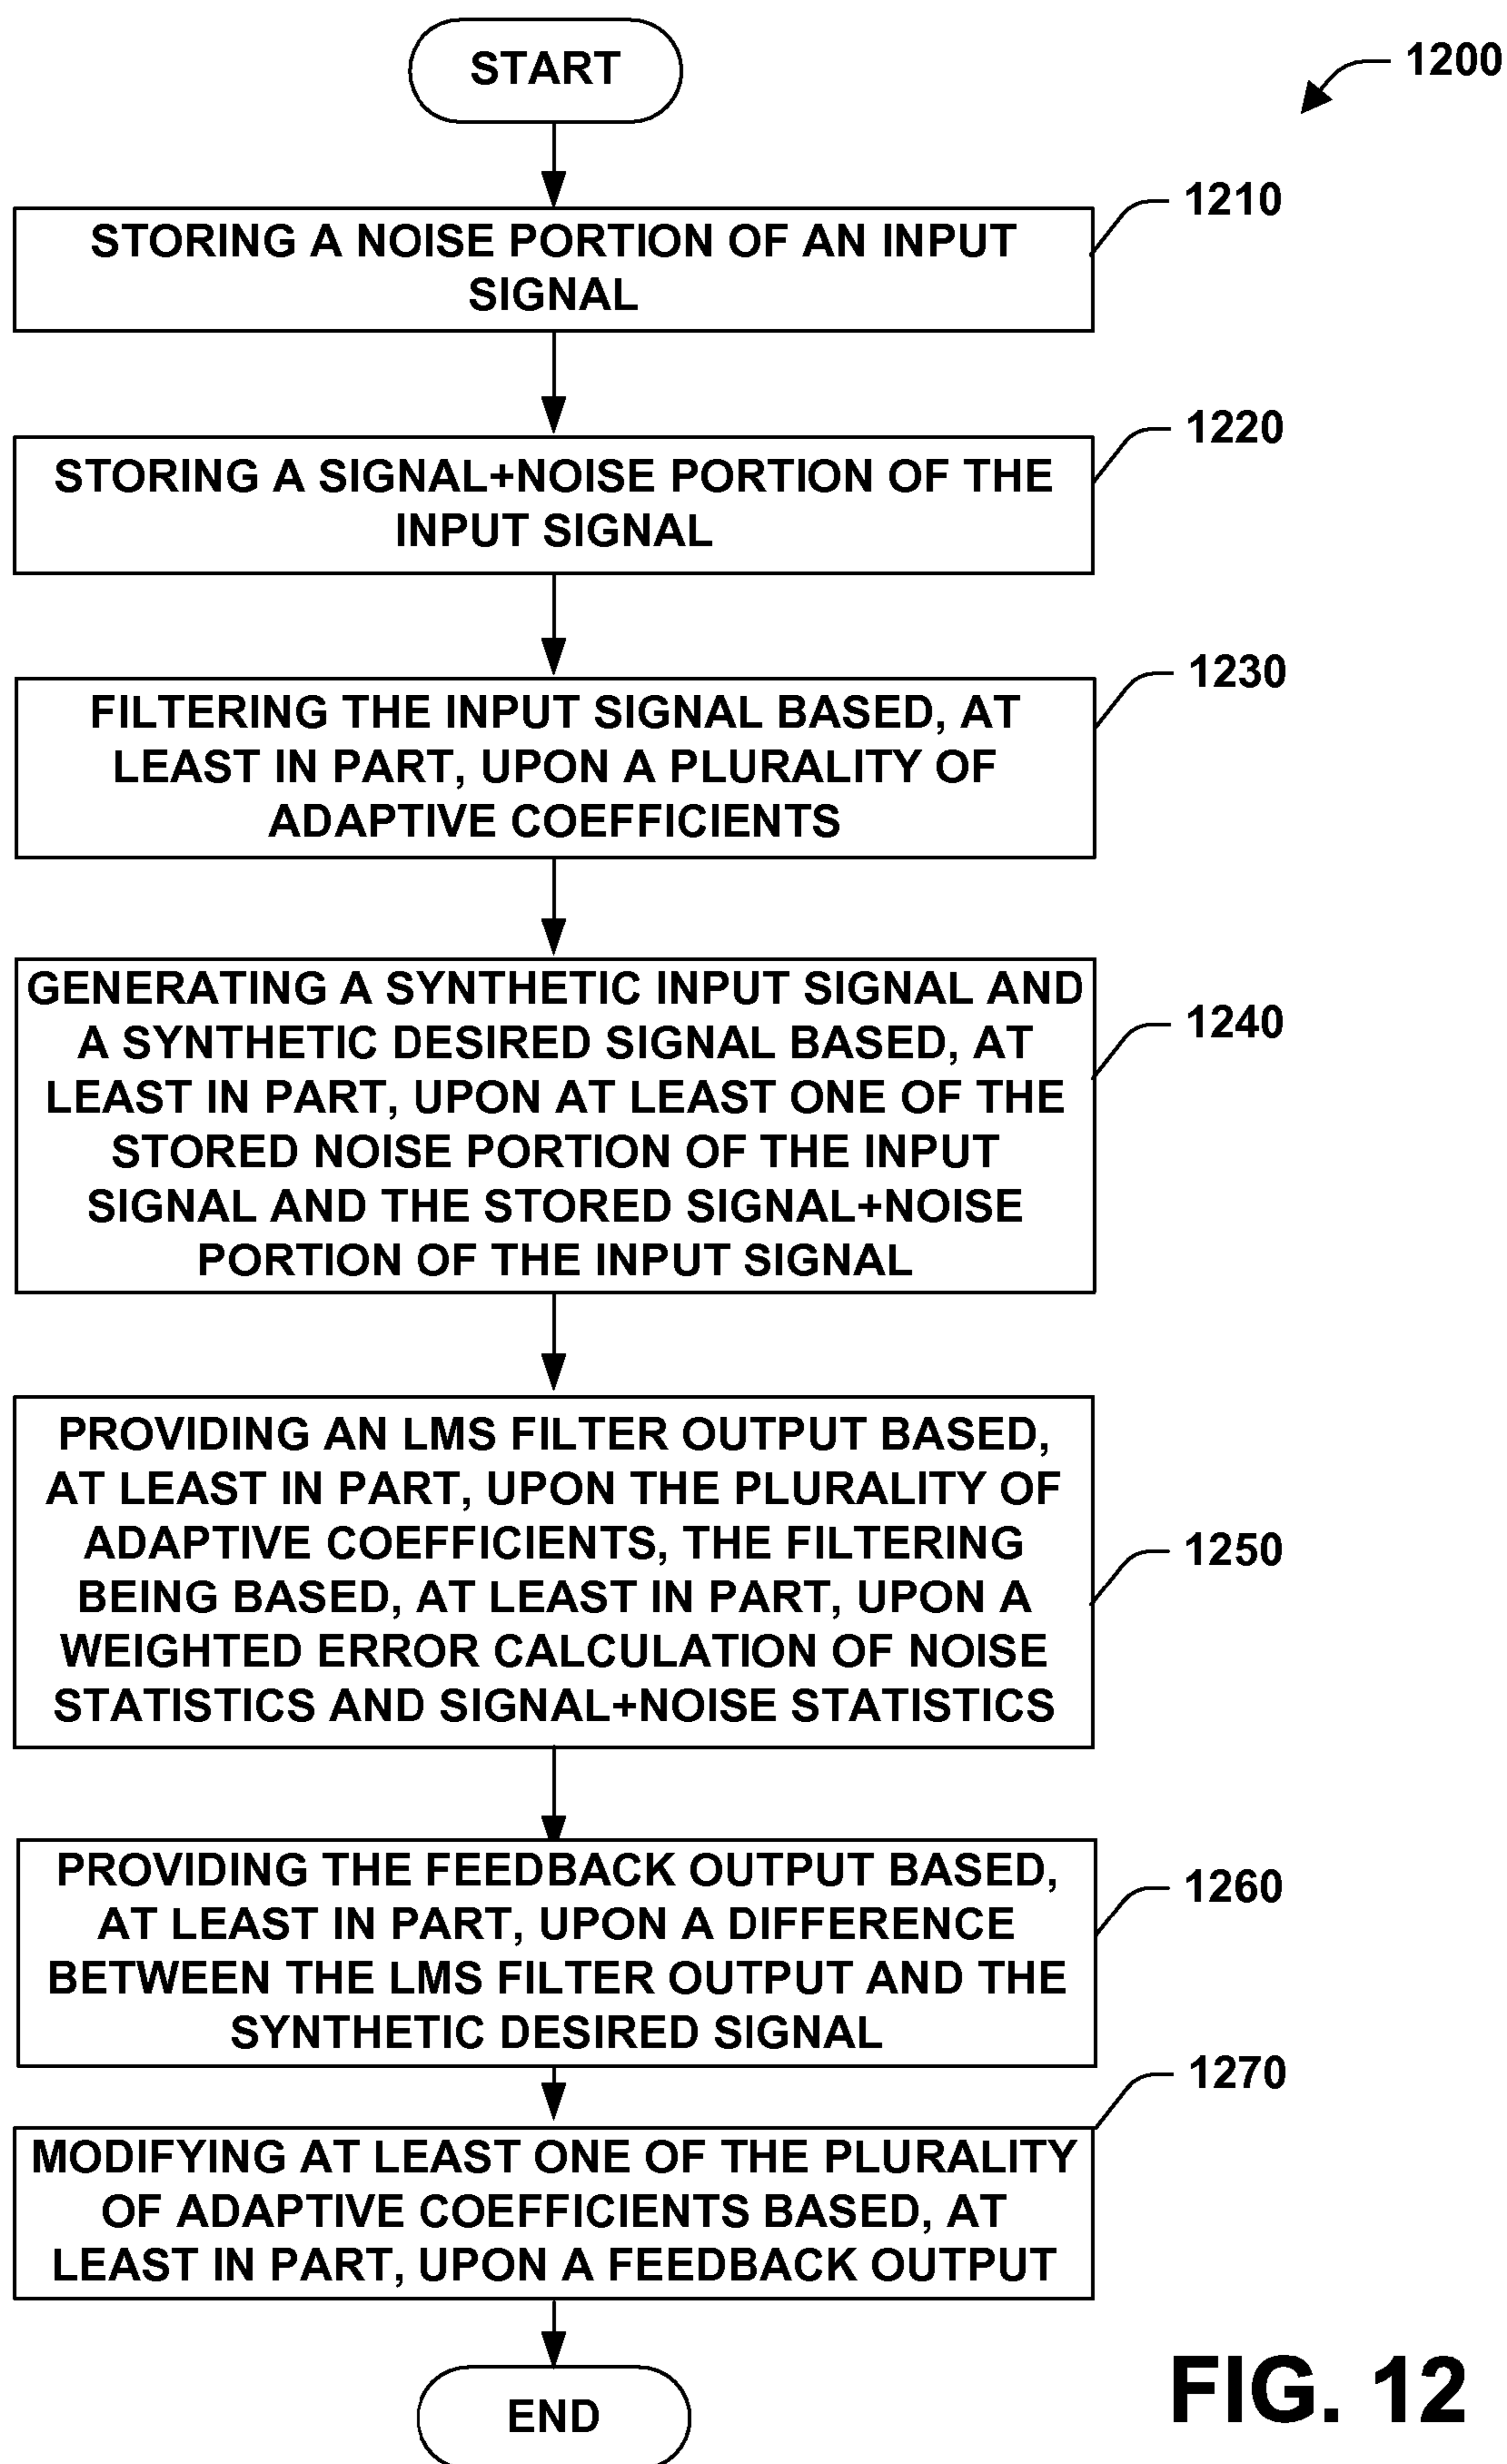 START
1200
1210
STORING A NOISE PORTION OF AN INPUT
SIGNAL
1220
STORING A SIGNAL+NOISE PORTION OF THE
INPUT SIGNAL
1230
FILTERING THE INPUT SIGNAL BASED, AT
LEAST IN PART, UPON A PLURALITY OF
ADAPTIVE COEFFICIENTS
1240
GENERATING A SYNTHETIC INPUT SIGNAL AND
A SYNTHETIC DESIRED SIGNAL BASED, AT
LEAST IN PART, UPON AT LEAST ONE OF THE
STORED NOISE PORTION OF THE INPUT
SIGNAL AND THE STORED SIGNAL+NOISE
PORTION OF THE INPUT SIGNAL
1250
PROVIDING AN LMS FILTER OUTPUT BASED,
AT LEAST IN PART, UPON THE PLURALITY OF
ADAPTIVE COEFFICIENTS, THE FILTERING
BEING BASED, AT LEAST IN PART, UPON A
WEIGHTED ERROR CALCULATION OF NOISE
STATISTICS AND SIGNAL+NOISE STATISTICS
1260
PROVIDING THE FEEDBACK OUTPUT BASED,
AT LEAST IN PART, UPON A DIFFERENCE
BETWEEN THE LMS FILTER OUTPUT AND THE
SYNTHETIC DESIRED SIGNAL
1270
MODIFYING AT LEAST ONE OF THE PLURALITY
OF ADAPTIVE COEFFICIENTS BASED, AT
LEAST IN PART, UPON A FEEDBACK OUTPUT
END
FIG. 12